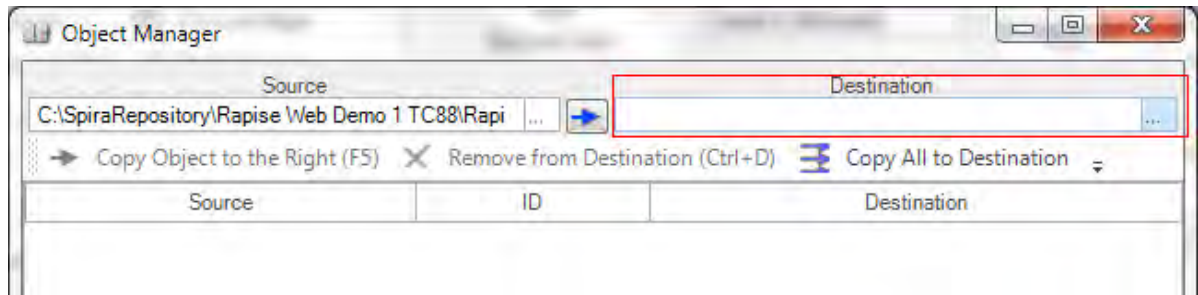 Object Manager
Source Destination
C:\SpiraRepository\Rapise Web Demo 1 TC88\Rapi ... ...
Copy Object to the Right (F5) Remove from Destination (Ctrl+D) Copy All to Destination
Source ID Destination